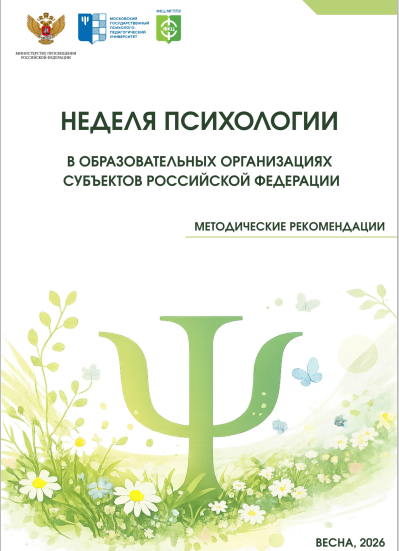 ФКЦ МГППУ
МОСКОВСКИЙ
ГОСУДАРСТВЕННЫЙ
ПСИХОЛОГО-
ПЕДАГОГИЧЕСКИЙ
УНИВЕРСИТЕТ
МИНИСТЕРСТВО ПРОСВЕЩЕНИЯ
РОССИЙСКОЙ ФЕДЕРАЦИИ
НЕДЕЛЯ ПСИХОЛОГИИ
В ОБРАЗОВАТЕЛЬНЫХ ОРГАНИЗАЦИЯХ
СУБЪЕКТОВ РОССИЙСКОЙ ФЕДЕРАЦИИ
МЕТОДИЧЕСКИЕ РЕКОМЕНДАЦИИ
Ψ
ВЕСНА, 2026